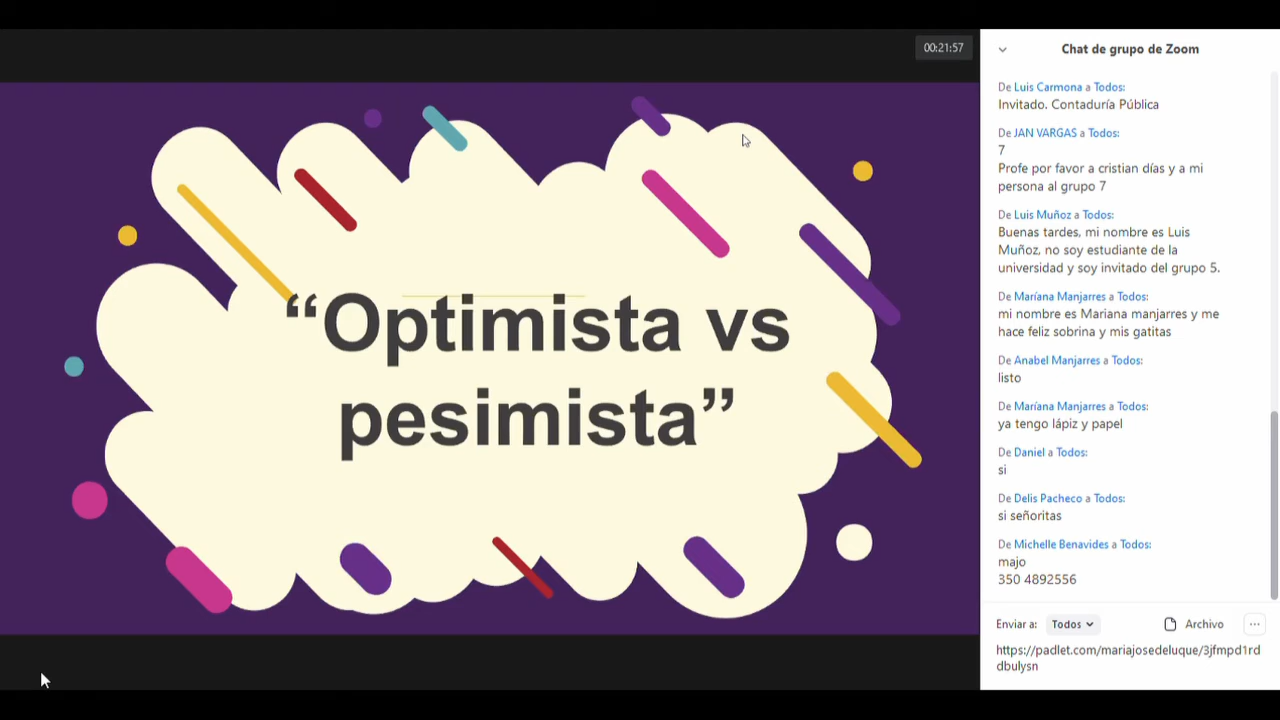 00:21:57
“Optimista vs
pesimista”
Chat de grupo de Zoom
De Luis Carmona a Todos:
Invitado. Contaduría Pública
De JAN VARGAS a Todos:
7
Profe por favor a cristian días y a mi
persona al grupo 7
De Luis Muñoz a Todos:
Buenas tardes, mi nombre es Luis
Muñoz, no soy estudiante de la
universidad y soy invitado del grupo 5.
De Maríana Manjarres a Todos:
mi nombre es Mariana manjarres y me
hace feliz sobrina y mis gatitas
De Anabel Manjarres a Todos:
listo
De Maríana Manjarres a Todos:
ya tengo lápiz y papel
De Daniel a Todos:
si
De Delis Pacheco a Todos:
si señoritas
De Michelle Benavides a Todos:
majo
350 4892556
Enviar a: Todos Archivo ...
https://padlet.com/mariajosedeluque/3jfmpd1rd
dbulysn